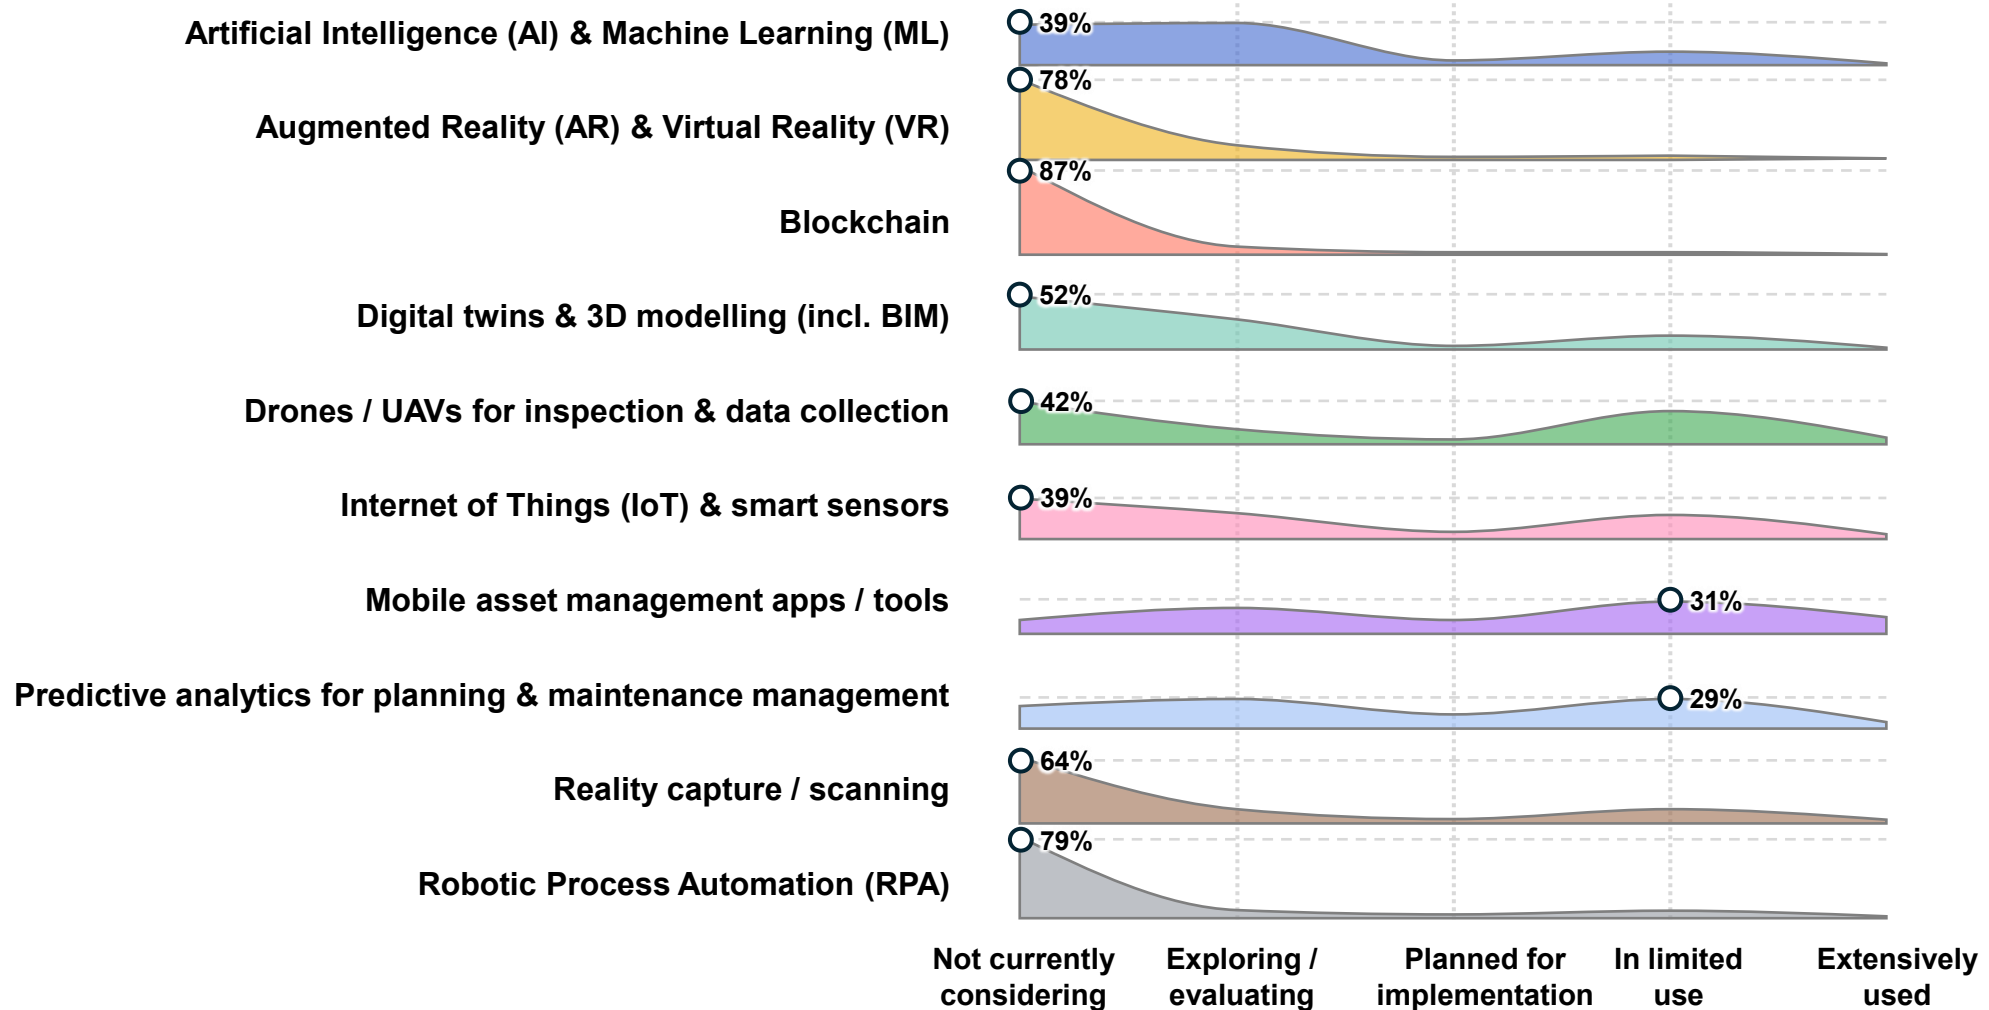 Artificial Intelligence (AI) & Machine Learning (ML)
39%
Augmented Reality (AR) & Virtual Reality (VR)
78%
Blockchain
87%
Digital twins & 3D modelling (incl. BIM)
52%
Drones / UAVs for inspection & data collection
42%
Internet of Things (IoT) & smart sensors
39%
Mobile asset management apps / tools
31%
Predictive analytics for planning & maintenance management
29%
Reality capture / scanning
64%
Robotic Process Automation (RPA)
79%
Not currently
considering
Exploring /
evaluating
Planned for
implementation
In limited
use
Extensively
used